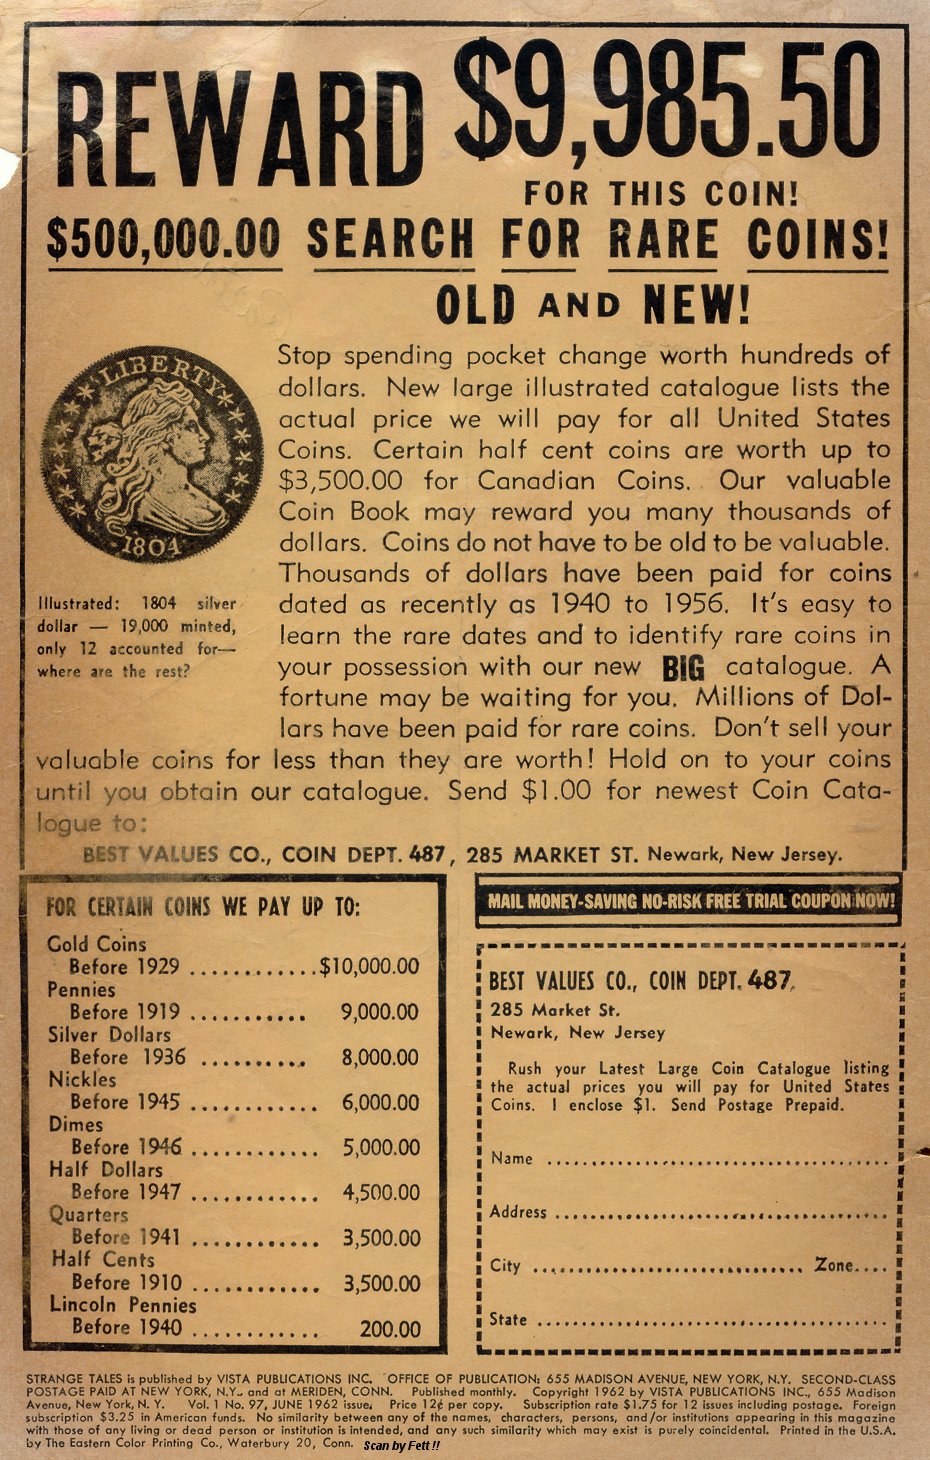 REWARD $9,985.50
FOR THIS COIN!
$500,000.00 SEARCH FOR RARE COINS!
OLD AND NEW!
LIBERTY
1804
Illustrated: 1804 silver
dollar — 19,000 minted,
only 12 accounted for—
where are the rest?
Stop spending pocket change worth hundreds of
dollars. New large illustrated catalogue lists the
actual price we will pay for all United States
Coins. Certain half cent coins are worth up to
$3,500.00 for Canadian Coins. Our valuable
Coin Book may reward you many thousands of
dollars. Coins do not have to be old to be valuable.
Thousands of dollars have been paid for coins
dated as recently as 1940 to 1956. It's easy to
learn the rare dates and to identify rare coins in
your possession with our new BIG catalogue. A
fortune may be waiting for you. Millions of Dol-
lars have been paid for rare coins. Don't sell your
valuable coins for less than they are worth! Hold on to your coins
until you obtain our catalogue. Send $1.00 for newest Coin Cata-
logue to:
BEST VALUES CO., COIN DEPT. 487, 285 MARKET ST. Newark, New Jersey.
FOR CERTAIN COINS WE PAY UP TO:
Gold Coins
Before 1929 ............$10,000.00
Pennies
Before 1919 ........... 9,000.00
Silver Dollars
Before 1936 .......... 8,000.00
Nickles
Before 1945 ............ 6,000.00
Dimes
Before 1946 ............ 5,000.00
Half Dollars
Before 1947 ............ 4,500.00
Quarters
Before 1941 ............ 3,500.00
Half Cents
Before 1910 ............ 3,500.00
Lincoln Pennies
Before 1940 ............ 200.00
MAIL MONEY-SAVING NO-RISK FREE TRIAL COUPON NOW!
BEST VALUES CO., COIN DEPT. 487,
285 Market St.
Newark, New Jersey
Rush your Latest Large Coin Catalogue listing
the actual prices you will pay for United States
Coins. I enclose $1. Send Postage Prepaid.
Name ........................................
Address ........................................
City .............................. Zone....
State ........................................
STRANGE TALES is published by VISTA PUBLICATIONS INC. OFFICE OF PUBLICATION: 655 MADISON AVENUE, NEW YORK, N.Y. SECOND-CLASS
POSTAGE PAID AT NEW YORK, N.Y., and at MERIDEN, CONN. Published monthly. Copyright 1962 by VISTA PUBLICATIONS INC., 655 Madison
Avenue, New York, N. Y. Vol. 1 No. 97, JUNE 1962 issue. Price 12¢ per copy. Subscription rate $1.75 for 12 issues including postage. Foreign
subscription $3.25 in American funds. No similarity between any of the names, characters, persons, and/or institutions appearing in this magazine
with those of any living or dead person or institution is intended, and any such similarity which may exist is purely coincidental. Printed in the U.S.A.
by The Eastern Color Printing Co., Waterbury 20, Conn. Scan by Fett!!